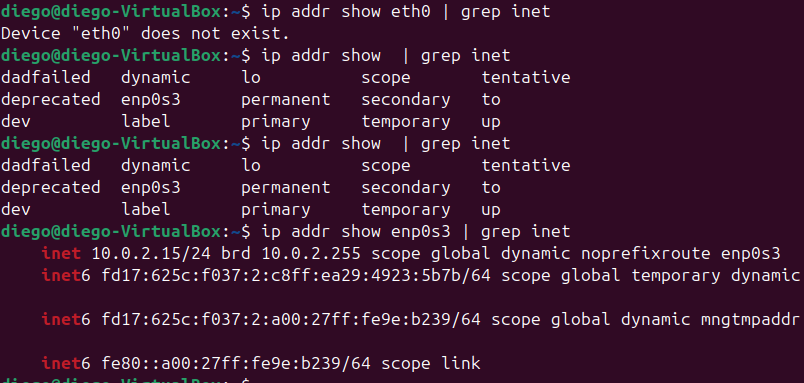 diego@diego-VirtualBox:~$ ip addr show eth0 | grep inet
Device "eth0" does not exist.
diego@diego-VirtualBox:~$ ip addr show  | grep inet
dadfailed   dynamic     lo          scope       tentative
deprecated  enp0s3      permanent   secondary   to
dev         label       primary     temporary   up
diego@diego-VirtualBox:~$ ip addr show  | grep inet
dadfailed   dynamic     lo          scope       tentative
deprecated  enp0s3      permanent   secondary   to
dev         label       primary     temporary   up
diego@diego-VirtualBox:~$ ip addr show enp0s3 | grep inet
    inet 10.0.2.15/24 brd 10.0.2.255 scope global dynamic noprefixroute enp0s3
    inet6 fd17:625c:f037:2:c8ff:ea29:4923:5b7b/64 scope global temporary dynamic
    inet6 fd17:625c:f037:2:a00:27ff:fe9e:b239/64 scope global dynamic mngtmpaddr
    inet6 fe80::a00:27ff:fe9e:b239/64 scope link